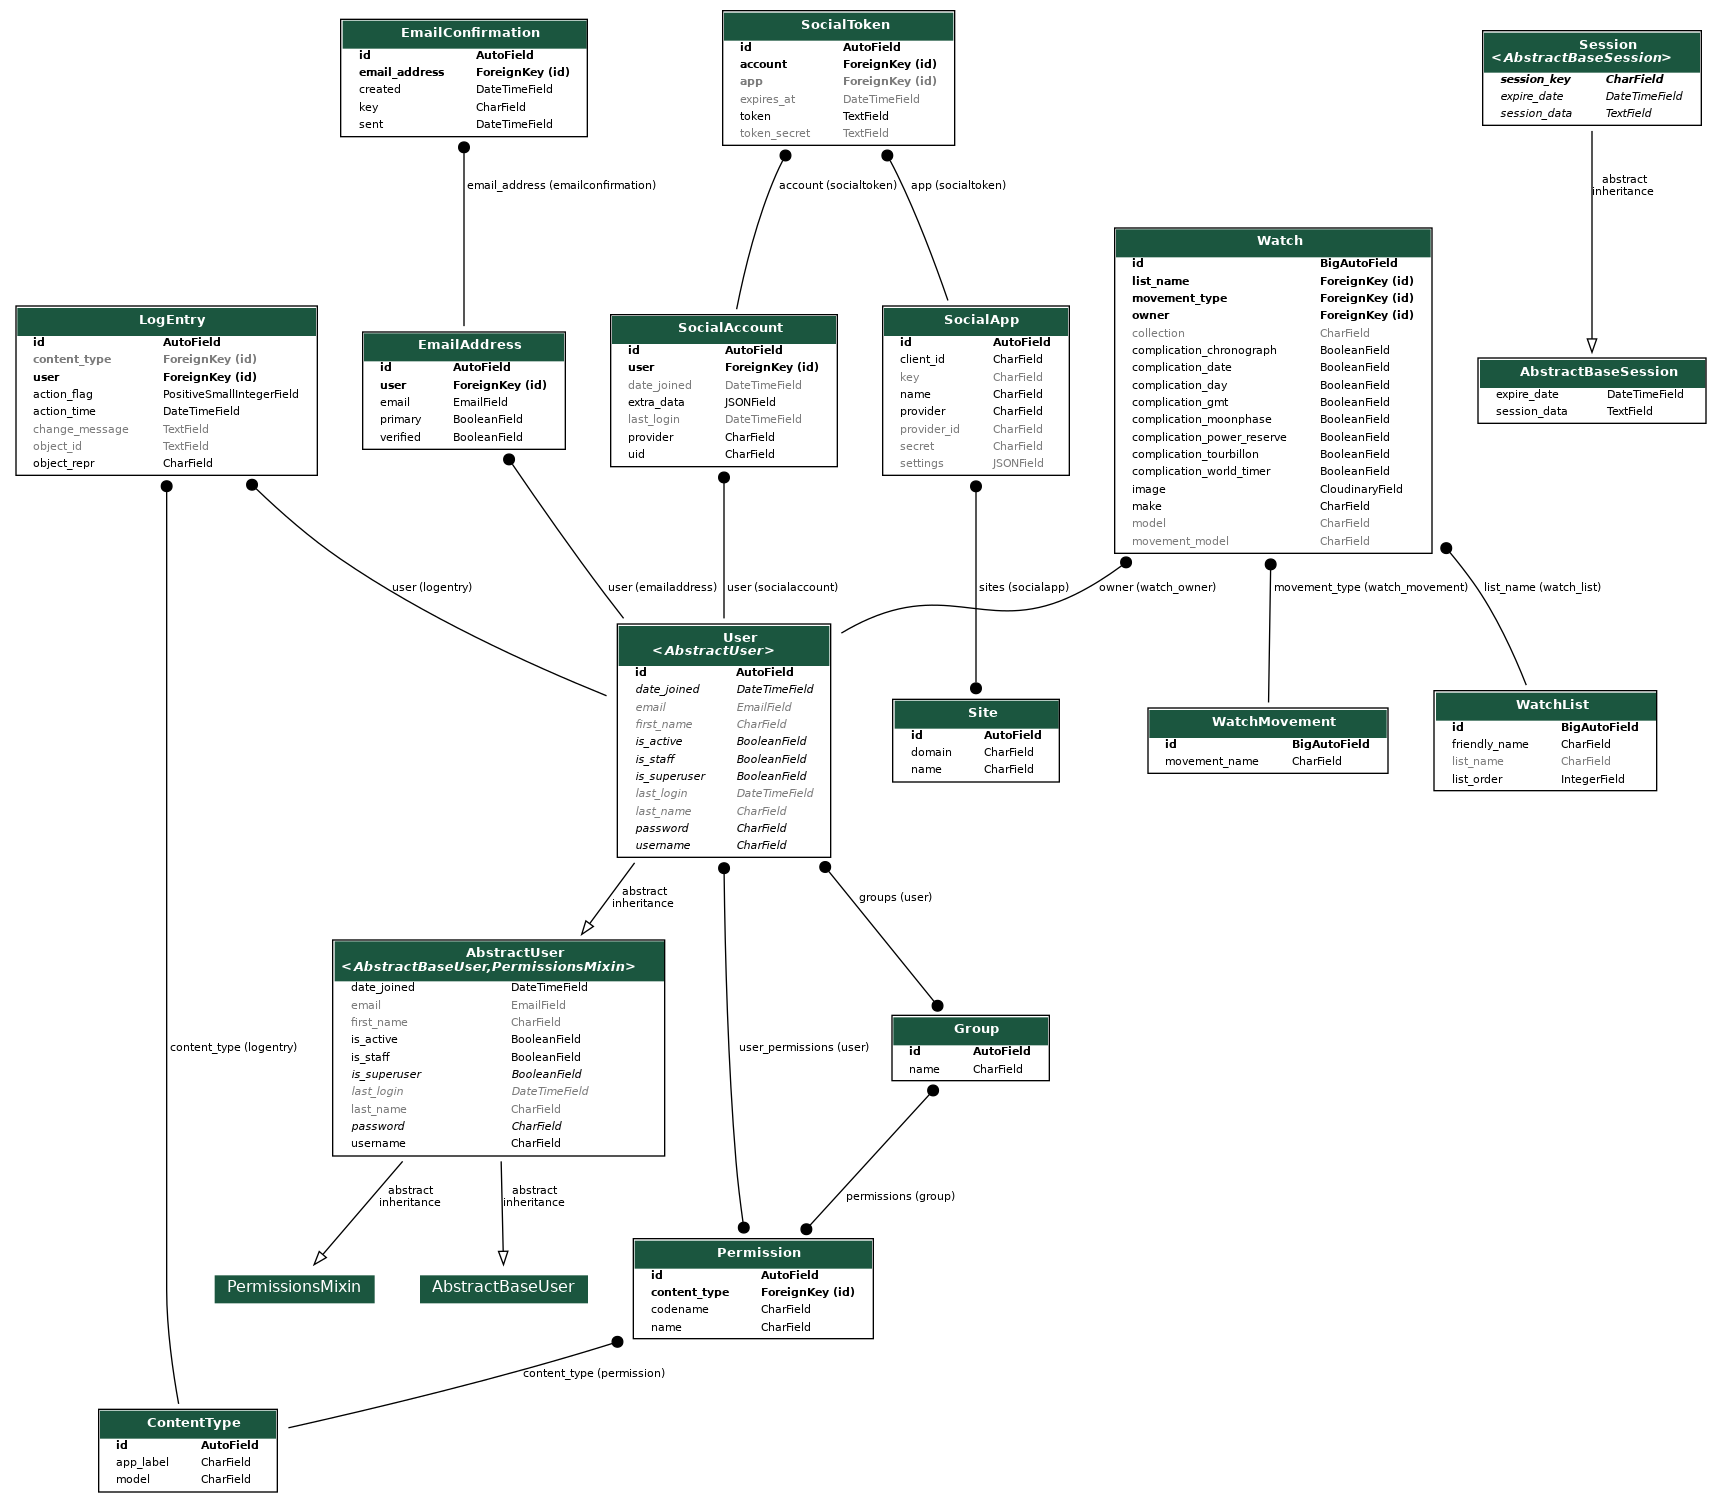 EmailConfirmation
id AutoField
email_address ForeignKey (id)
created DateTimeField
key CharField
sent DateTimeField
SocialToken
id AutoField
account ForeignKey (id)
app ForeignKey (id)
expires_at DateTimeField
token TextField
token_secret TextField
Session
<AbstractBaseSession>
session_key CharField
expire_date DateTimeField
session_data TextField
email_address (emailconfirmation)
account (socialtoken)
app (socialtoken)
abstract
inheritance
Watch
id BigAutoField
list_name ForeignKey (id)
movement_type ForeignKey (id)
owner ForeignKey (id)
collection CharField
complication_chronograph BooleanField
complication_date BooleanField
complication_day BooleanField
complication_gmt BooleanField
complication_moonphase BooleanField
complication_power_reserve BooleanField
complication_tourbillon BooleanField
complication_world_timer BooleanField
image CloudinaryField
make CharField
model CharField
movement_model CharField
LogEntry
id AutoField
content_type ForeignKey (id)
user ForeignKey (id)
action_flag PositiveSmallIntegerField
action_time DateTimeField
change_message TextField
object_id TextField
object_repr CharField
EmailAddress
id AutoField
user ForeignKey (id)
email EmailField
primary BooleanField
verified BooleanField
SocialAccount
id AutoField
user ForeignKey (id)
date_joined DateTimeField
extra_data JSONField
last_login DateTimeField
provider CharField
uid CharField
SocialApp
id AutoField
client_id CharField
key CharField
name CharField
provider CharField
provider_id CharField
secret CharField
settings JSONField
AbstractBaseSession
expire_date DateTimeField
session_data TextField
user (logentry)
user (emailaddress)
user (socialaccount)
sites (socialapp)
owner (watch_owner)
movement_type (watch_movement)
list_name (watch_list)
User
<AbstractUser>
id AutoField
date_joined DateTimeField
email EmailField
first_name CharField
is_active BooleanField
is_staff BooleanField
is_superuser BooleanField
last_login DateTimeField
last_name CharField
password CharField
username CharField
Site
id AutoField
domain CharField
name CharField
WatchMovement
id BigAutoField
movement_name CharField
WatchList
id BigAutoField
friendly_name CharField
list_name CharField
list_order IntegerField
abstract
inheritance
groups (user)
AbstractUser
<AbstractBaseUser,PermissionsMixin>
date_joined DateTimeField
email EmailField
first_name CharField
is_active BooleanField
is_staff BooleanField
is_superuser BooleanField
last_login DateTimeField
last_name CharField
password CharField
username CharField
Group
id AutoField
name CharField
content_type (logentry)
user_permissions (user)
abstract
inheritance
abstract
inheritance
permissions (group)
PermissionsMixin
AbstractBaseUser
Permission
id AutoField
content_type ForeignKey (id)
codename CharField
name CharField
content_type (permission)
ContentType
id AutoField
app_label CharField
model CharField